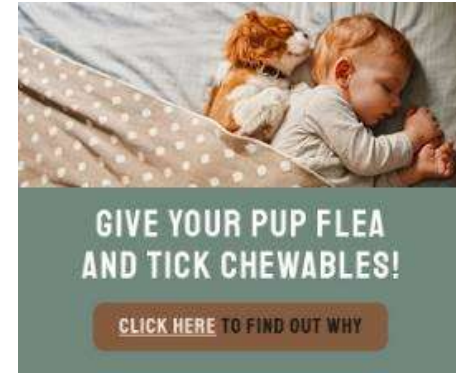 GIVE YOUR PUP FLEA
AND TICK CHEWABLES!
CLICK HERE TO FIND OUT WHY